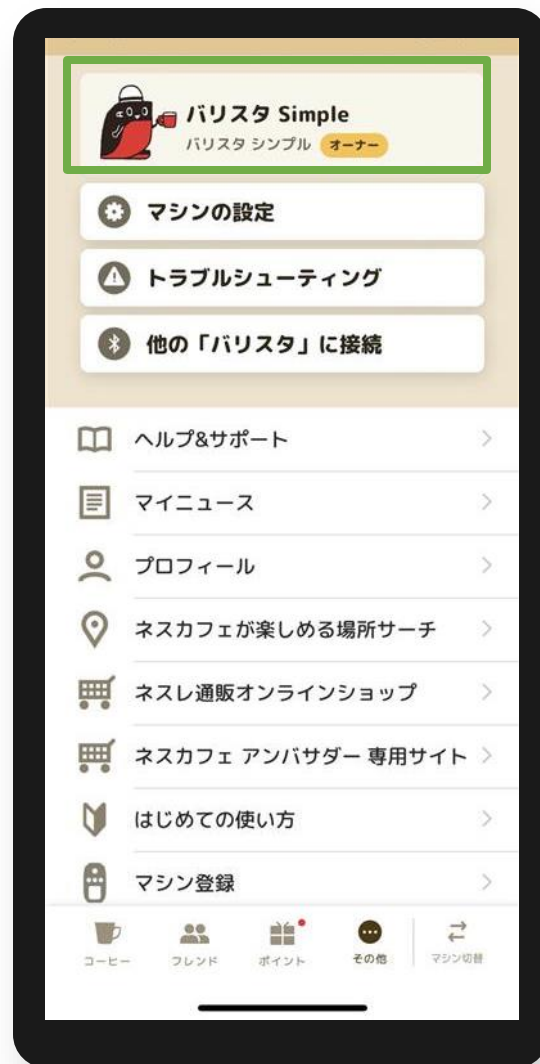 バリスタ Simple
バリスタ シンプル オーナー
マシンの設定
トラブルシューティング
他の「バリスタ」に接続
ヘルプ&サポート
マイニュース
プロフィール
ネスカフェが楽しめる場所サーチ
ネスレ通販オンラインショップ
ネスカフェ アンバサダー 専用サイト
はじめての使い方
マシン登録
コーヒー フレンド ポイント その他 マシン切替